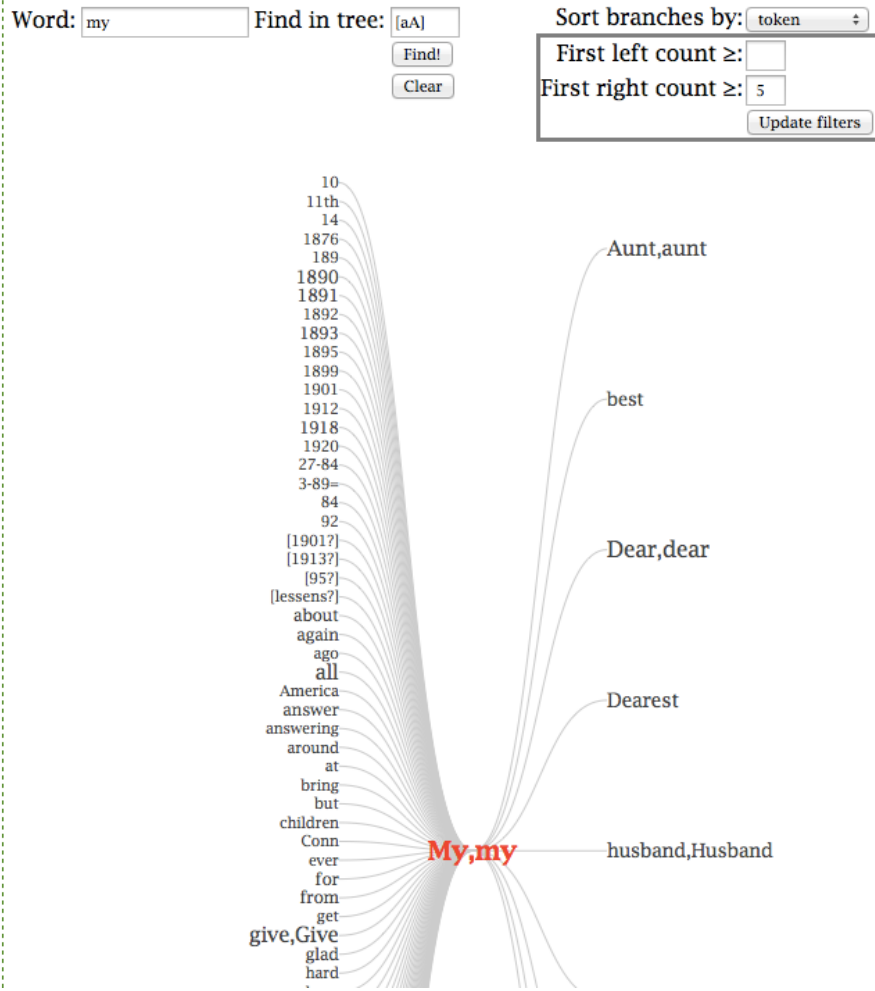 Word: my Find in tree: [aA] Sort branches by: token
Find! First left count ≥:
Clear First right count ≥: 5
Update filters
10
11th
14
1876
189
1890
1891
1892
1893
1895
1899
1901
1912
1918
1920
27-84
3-89=
84
92
[1901?]
[1913?]
[95?]
[lessens?]
about
again
ago
all
America
answer
answering
around
at
bring
but
children
Conn
ever
for
from
get
give,Give
glad
hard
My,my
Aunt,aunt
best
Dear,dear
Dearest
husband,Husband